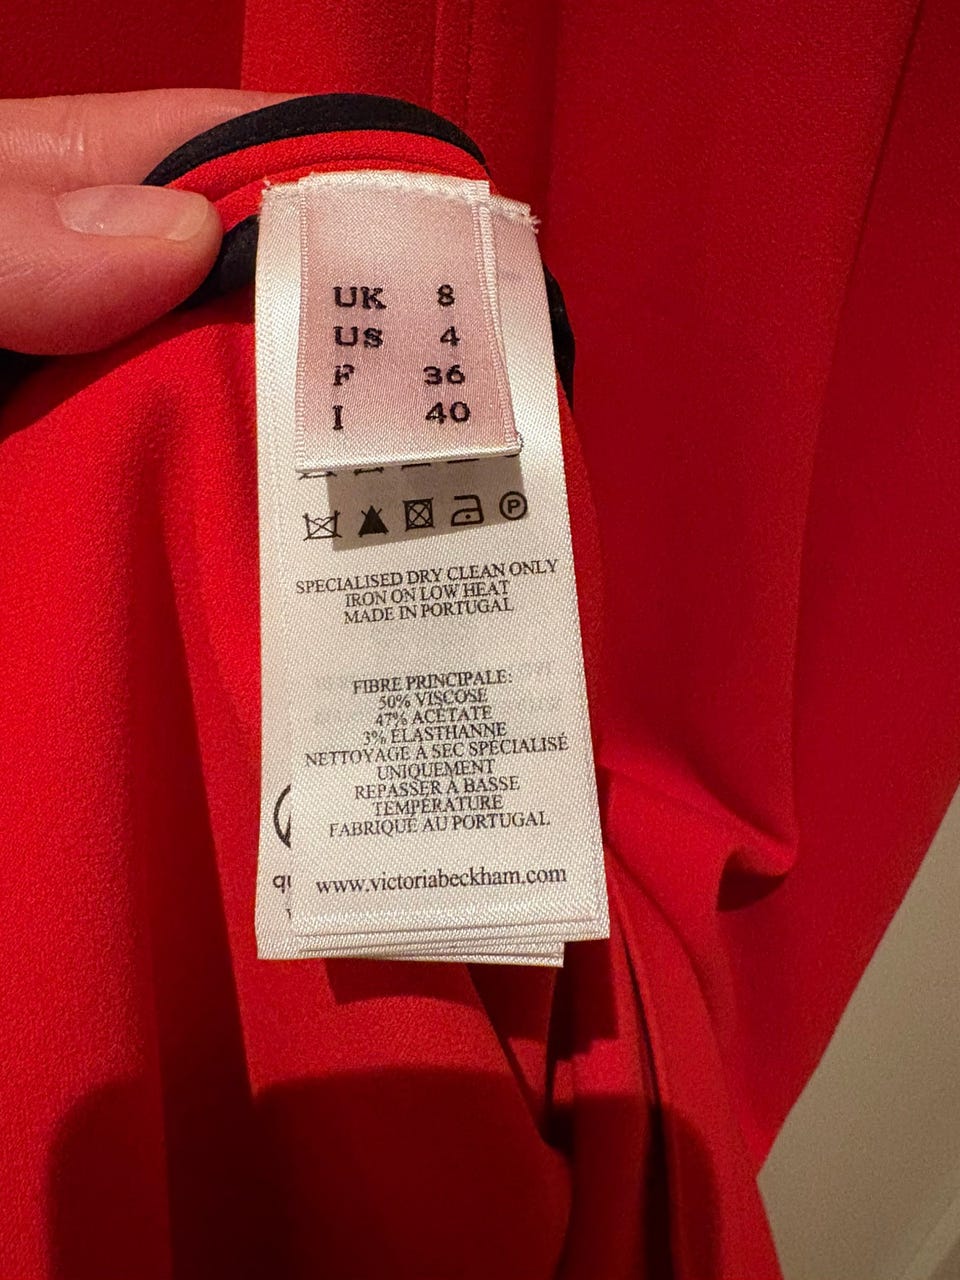 UK 8
US 4
F 36
I 40
P
SPECIALISED DRY CLEAN ONLY
IRON ON LOW HEAT
MADE IN PORTUGAL
FIBRE PRINCIPALE:
50% VISCOSE
47% ACÉTATE
3% ÉLASTHANNE
NETTOYAGE À SEC SPÉCIALISÉ
UNIQUEMENT
REPASSER À BASSE
TEMPÉRATURE
FABRIQUÉ AU PORTUGAL
www.victoriabeckham.com